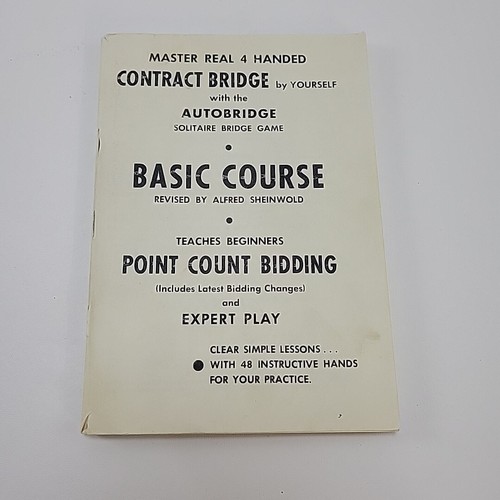 MASTER REAL 4 HANDED
CONTRACT BRIDGE by YOURSELF
with the
AUTOBRIDGE
SOLITAIRE BRIDGE GAME
BASIC COURSE
REVISED BY ALFRED SHEINWOLD
TEACHES BEGINNERS
POINT COUNT BIDDING
(Includes Latest Bidding Changes)
and
EXPERT PLAY
CLEAR SIMPLE LESSONS . . .
● WITH 48 INSTRUCTIVE HANDS
FOR YOUR PRACTICE.